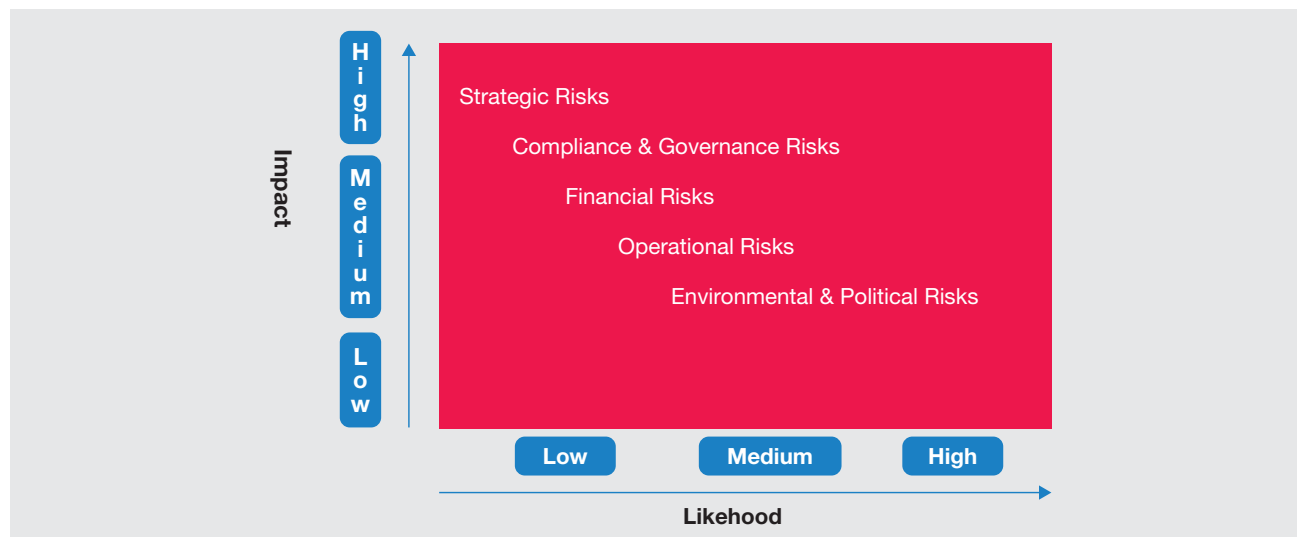 High
Medium
Low
Impact
Strategic Risks
Compliance & Governance Risks
Financial Risks
Operational Risks
Environmental & Political Risks
Low
Medium
High
Likehood